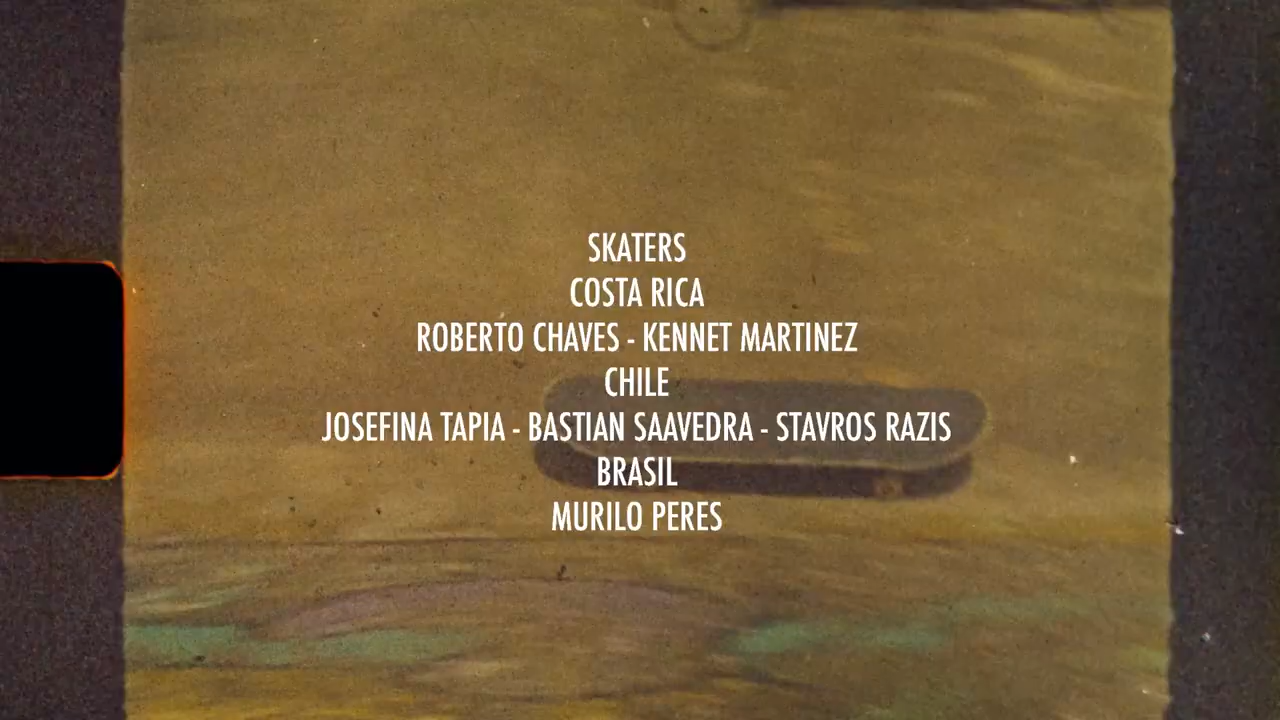 SKATERS
COSTA RICA
ROBERTO CHAVES - KENNET MARTINEZ
CHILE
JOSEFINA TAPIA - BASTIAN SAAVEDRA - STAVROS RAZIS
BRASIL
MURILO PERES